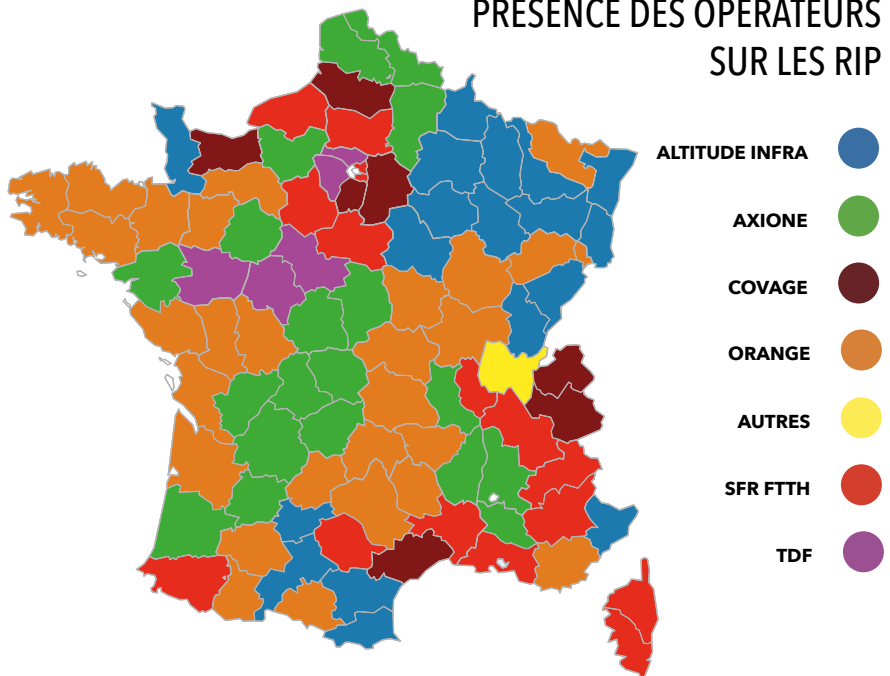 PRÉSENCE DES OPÉRATEURS
SUR LES RIP
ALTITUDE INFRA
AXIONE
COVAGE
ORANGE
AUTRES
SFR FTTH
TDF